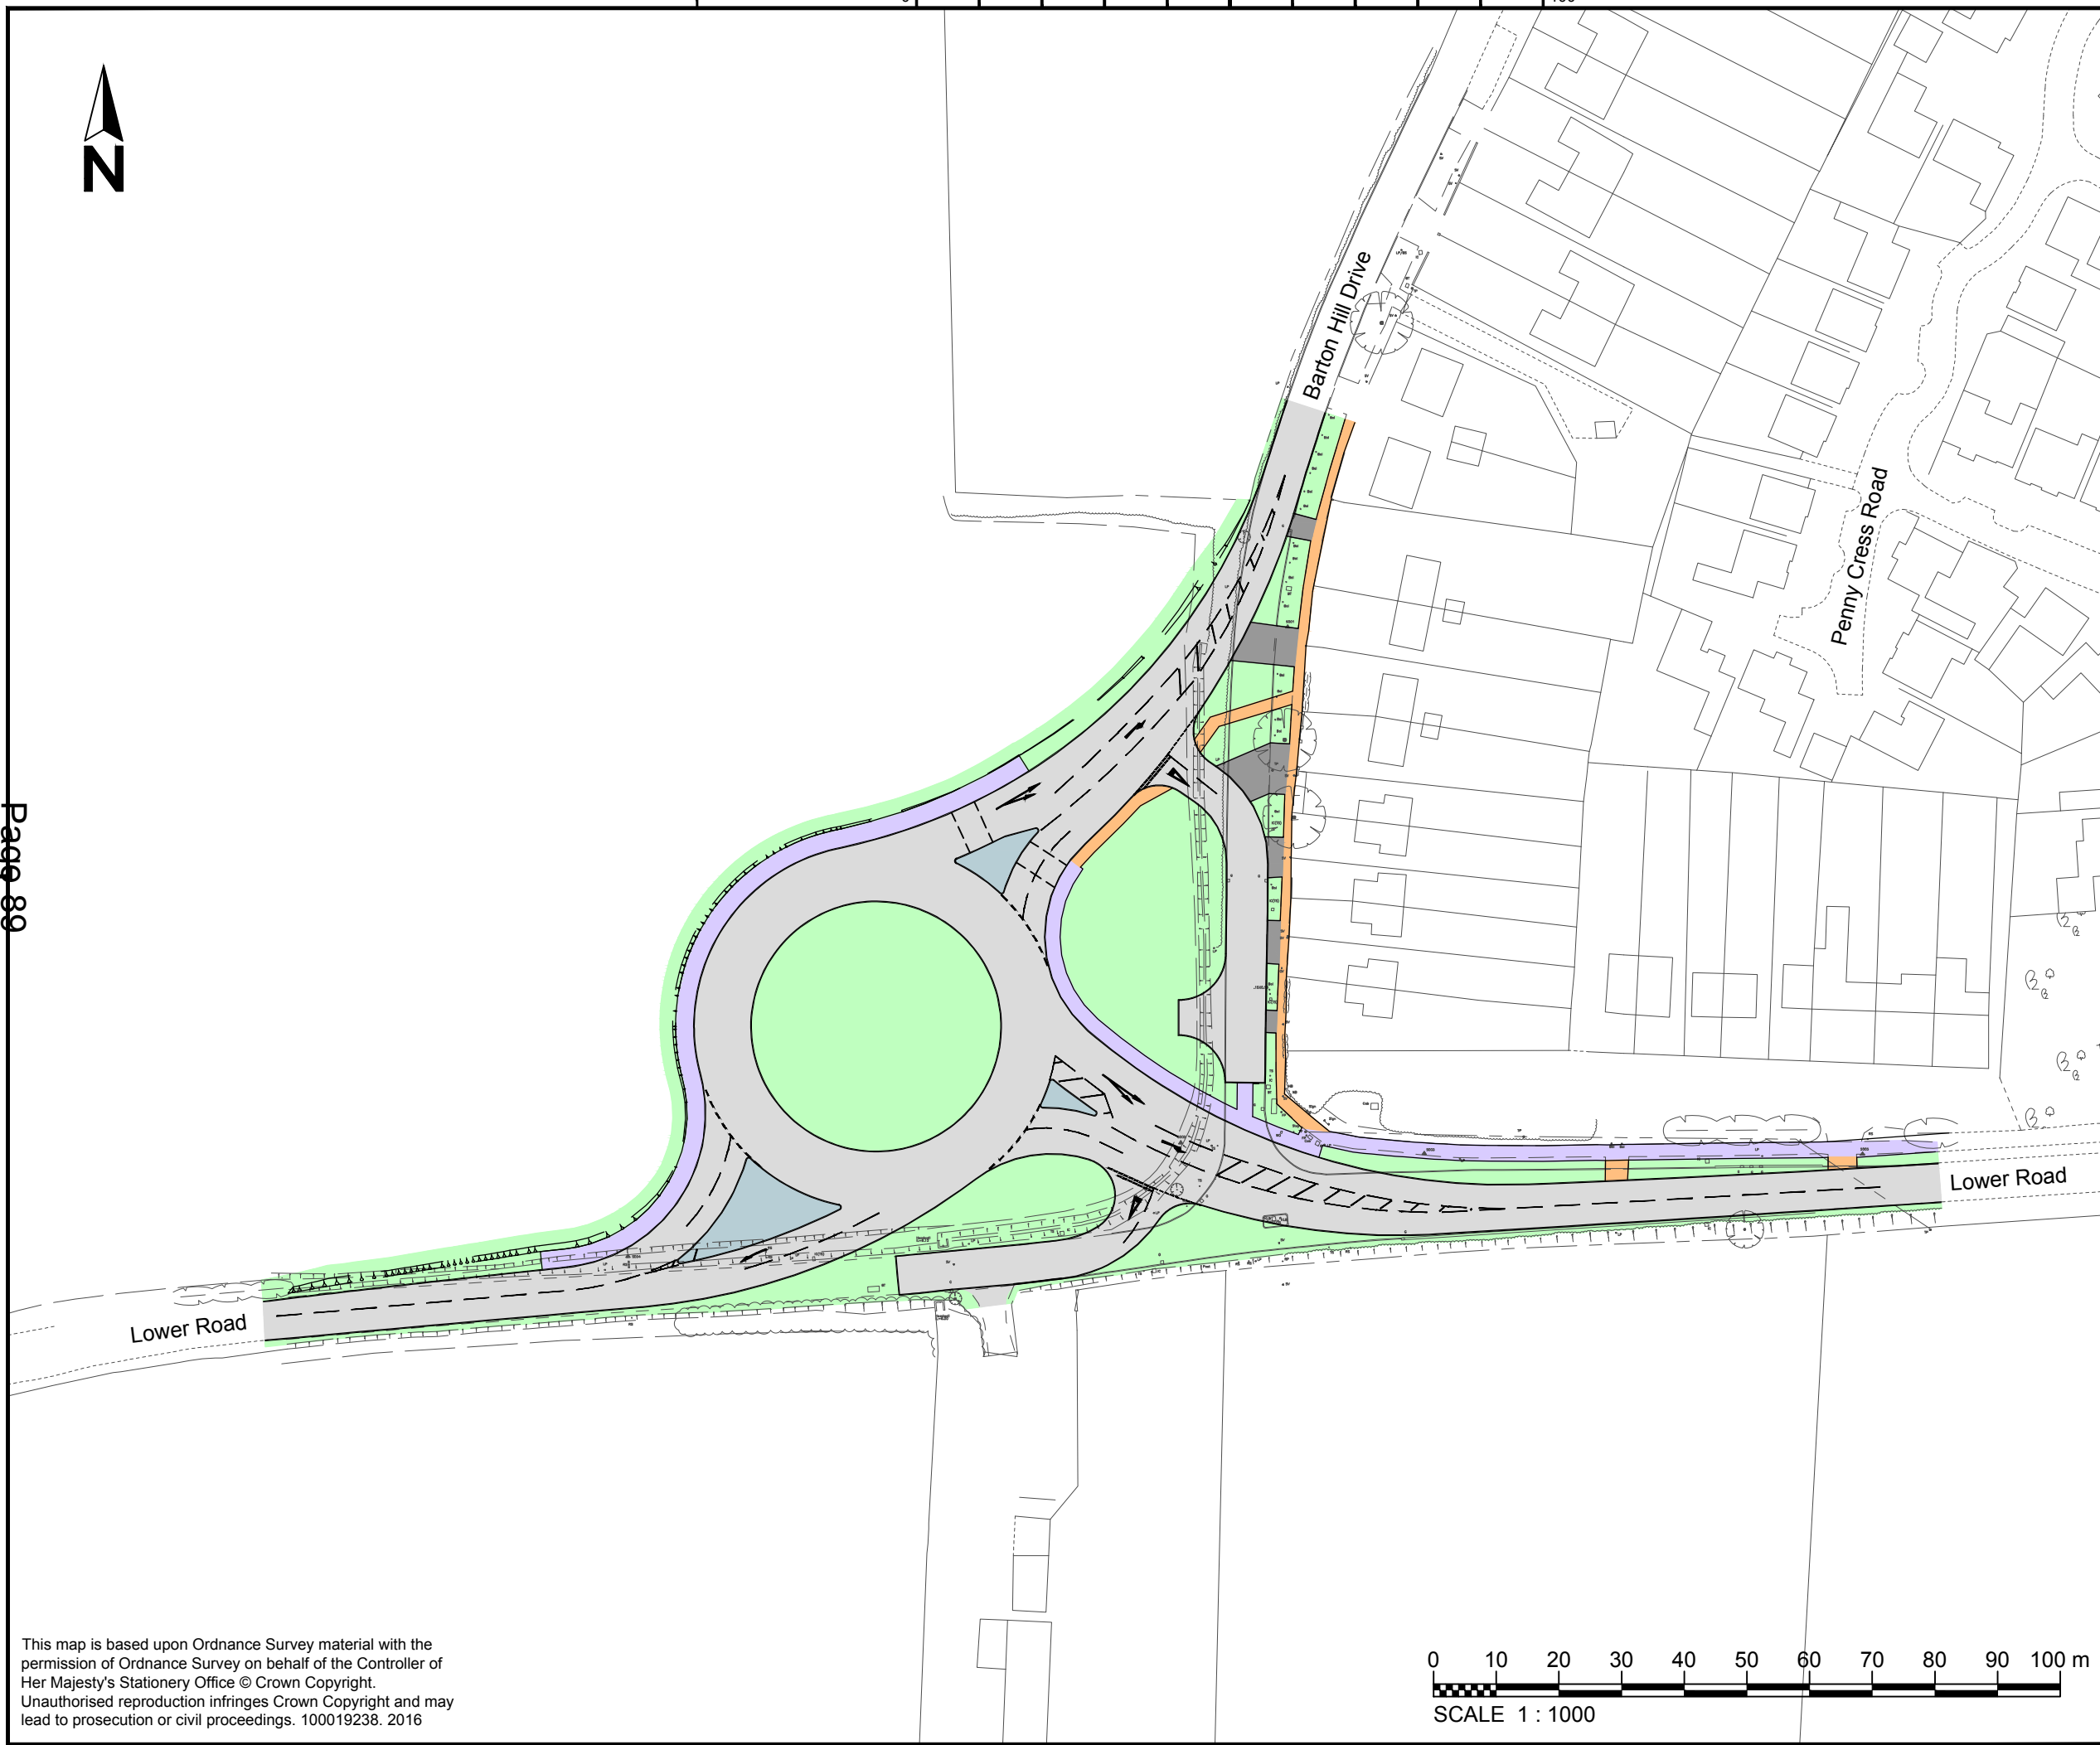 N
Barton Hill Drive
Penny Cress Road
Page 89
Lower Road
Lower Road
This map is based upon Ordnance Survey material with the
permission of Ordnance Survey on behalf of the Controller of
Her Majesty's Stationery Office © Crown Copyright.
Unauthorised reproduction infringes Crown Copyright and may
lead to prosecution or civil proceedings. 100019238. 2016
0 10 20 30 40 50 60 70 80 90 100 m
SCALE 1 : 1000